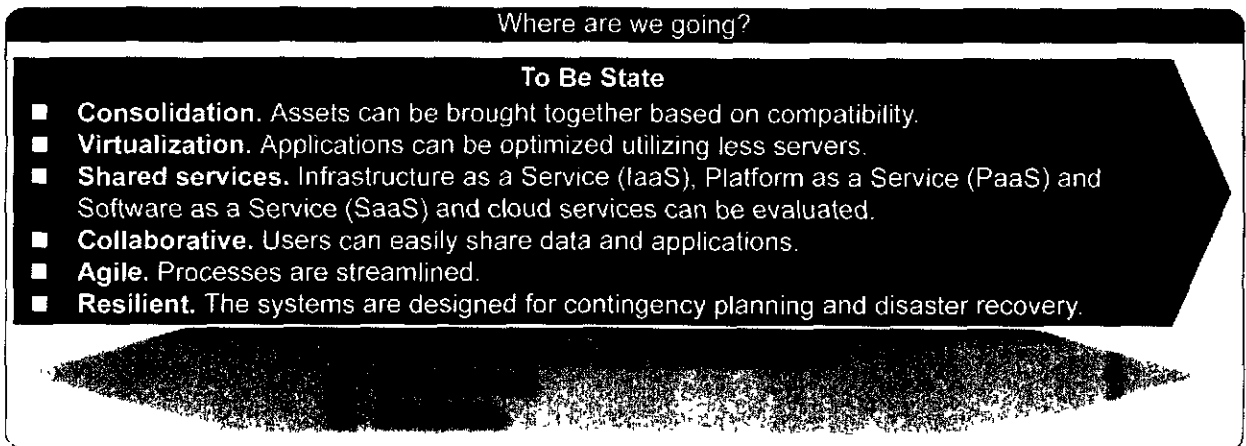 Where are we going?
To Be State
■ Consolidation. Assets can be brought together based on compatibility.
■ Virtualization. Applications can be optimized utilizing less servers.
■ Shared services. Infrastructure as a Service (IaaS), Platform as a Service (PaaS) and
Software as a Service (SaaS) and cloud services can be evaluated.
■ Collaborative. Users can easily share data and applications.
■ Agile. Processes are streamlined.
■ Resilient. The systems are designed for contingency planning and disaster recovery.